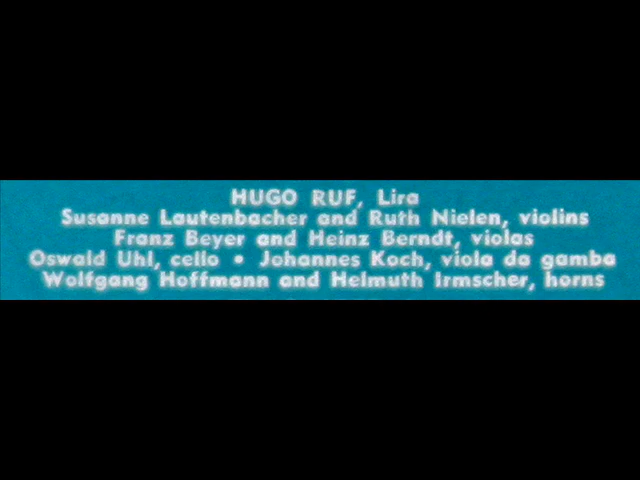 HUGO RUF, Lira
Susanne Lautenbacher and Ruth Nielen, violins
Franz Beyer and Heinz Berndt, violas
Oswald Uhl, cello • Johannes Koch, viola da gamba
Wolfgang Hoffmann and Helmuth Irmscher, horns